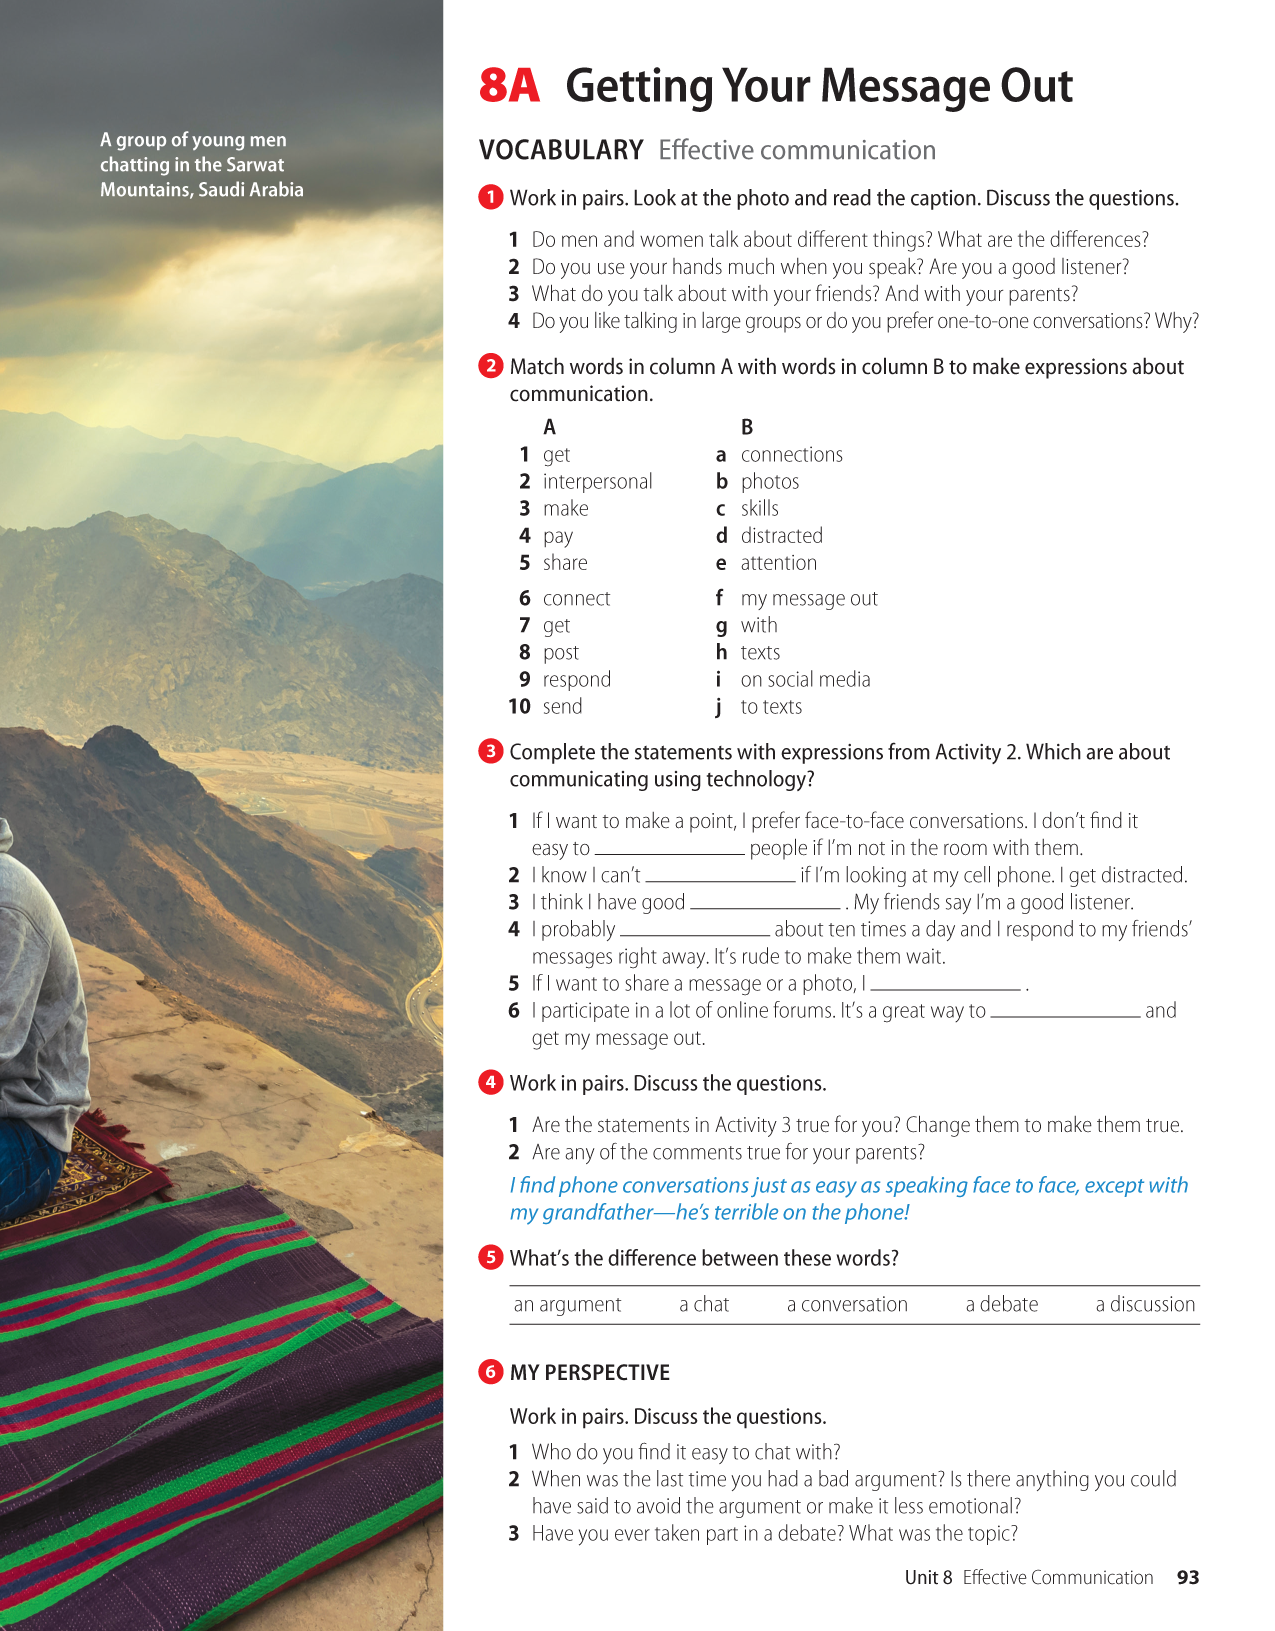 A group of young men
chatting in the Sarwat
Mountains, Saudi Arabia
8A Getting Your Message Out
VOCABULARY Effective communication
1 Work in pairs. Look at the photo and read the caption. Discuss the questions.
1 Do men and women talk about different things? What are the differences?
2 Do you use your hands much when you speak? Are you a good listener?
3 What do you talk about with your friends? And with your parents?
4 Do you like talking in large groups or do you prefer one-to-one conversations? Why?
2 Match words in column A with words in column B to make expressions about
communication.
A B
1 get a connections
2 interpersonal b photos
3 make c skills
4 pay d distracted
5 share e attention
6 connect f my message out
7 get g with
8 post h texts
9 respond i on social media
10 send j to texts
3 Complete the statements with expressions from Activity 2. Which are about
communicating using technology?
1 If I want to make a point, I prefer face-to-face conversations. I don't find it
easy to _______________ people if I'm not in the room with them.
2 I know I can't _______________ if I'm looking at my cell phone. I get distracted.
3 I think I have good _______________ . My friends say I'm a good listener.
4 I probably _______________ about ten times a day and I respond to my friends'
messages right away. It's rude to make them wait.
5 If I want to share a message or a photo, I _______________ .
6 I participate in a lot of online forums. It's a great way to _______________ and
get my message out.
4 Work in pairs. Discuss the questions.
1 Are the statements in Activity 3 true for you? Change them to make them true.
2 Are any of the comments true for your parents?
I find phone conversations just as easy as speaking face to face, except with
my grandfather—he's terrible on the phone!
5 What's the difference between these words?
an argument a chat a conversation a debate a discussion
6 MY PERSPECTIVE
Work in pairs. Discuss the questions.
1 Who do you find it easy to chat with?
2 When was the last time you had a bad argument? Is there anything you could
have said to avoid the argument or make it less emotional?
3 Have you ever taken part in a debate? What was the topic?
Unit 8 Effective Communication 93